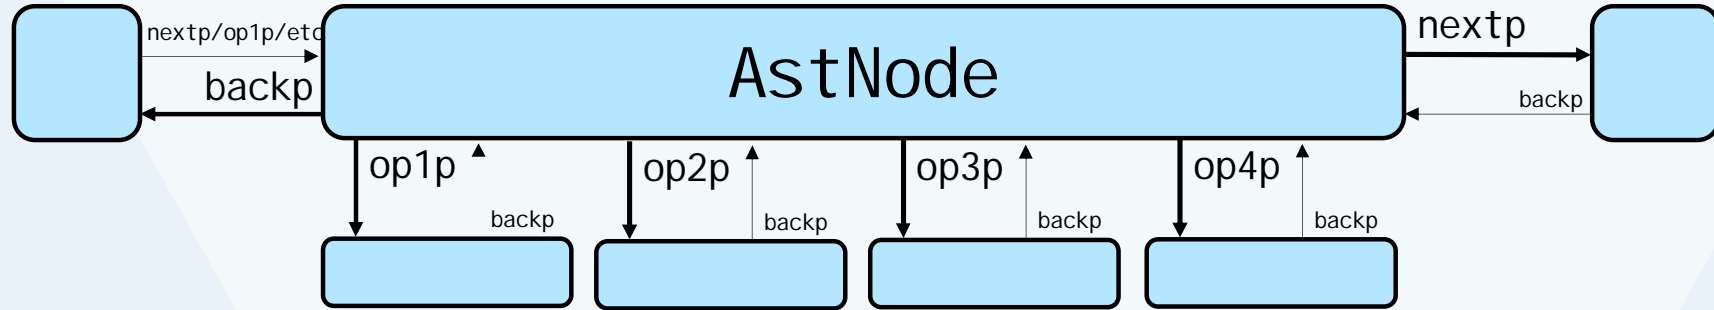 nextp/op1p/etc
backp
AstNode
nextp
backp
op1p
op2p
op3p
op4p
backp
backp
backp
backp